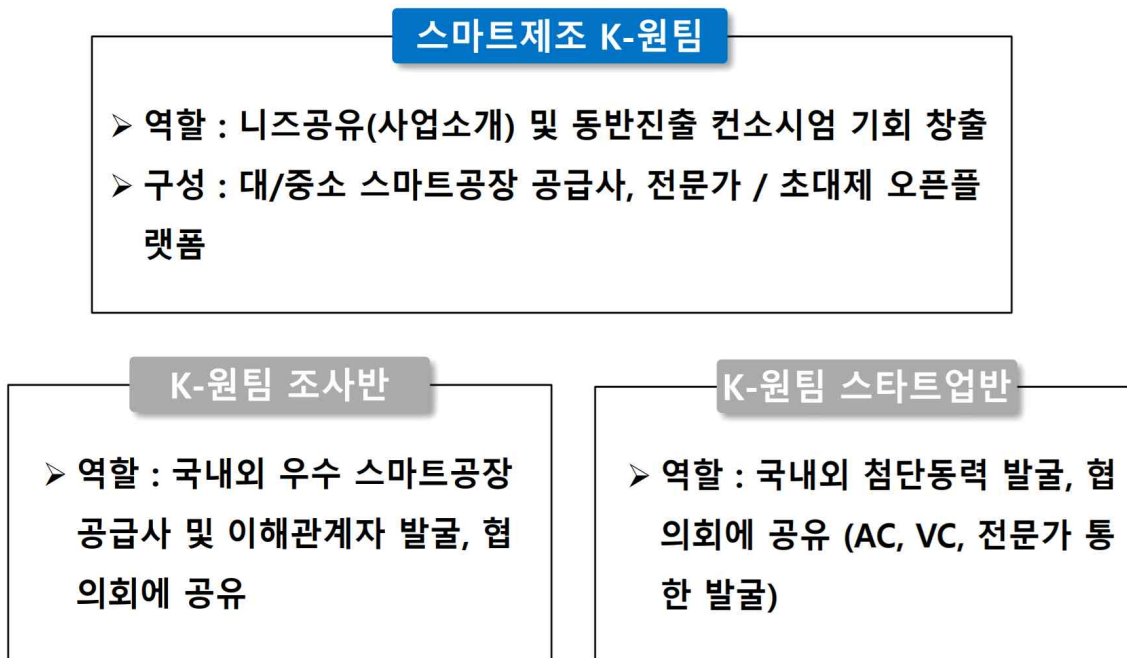 스마트제조 K-원팀
➢ 역할 : 니즈공유(사업소개) 및 동반진출 컨소시엄 기회 창출
➢ 구성 : 대/중소 스마트공장 공급사, 전문가 / 초대제 오픈플
랫폼
K-원팀 조사반
➢ 역할 : 국내외 우수 스마트공장
공급사 및 이해관계자 발굴, 협
의회에 공유
K-원팀 스타트업반
➢ 역할 : 국내외 첨단동력 발굴, 협
의회에 공유 (AC, VC, 전문가 통
한 발굴)